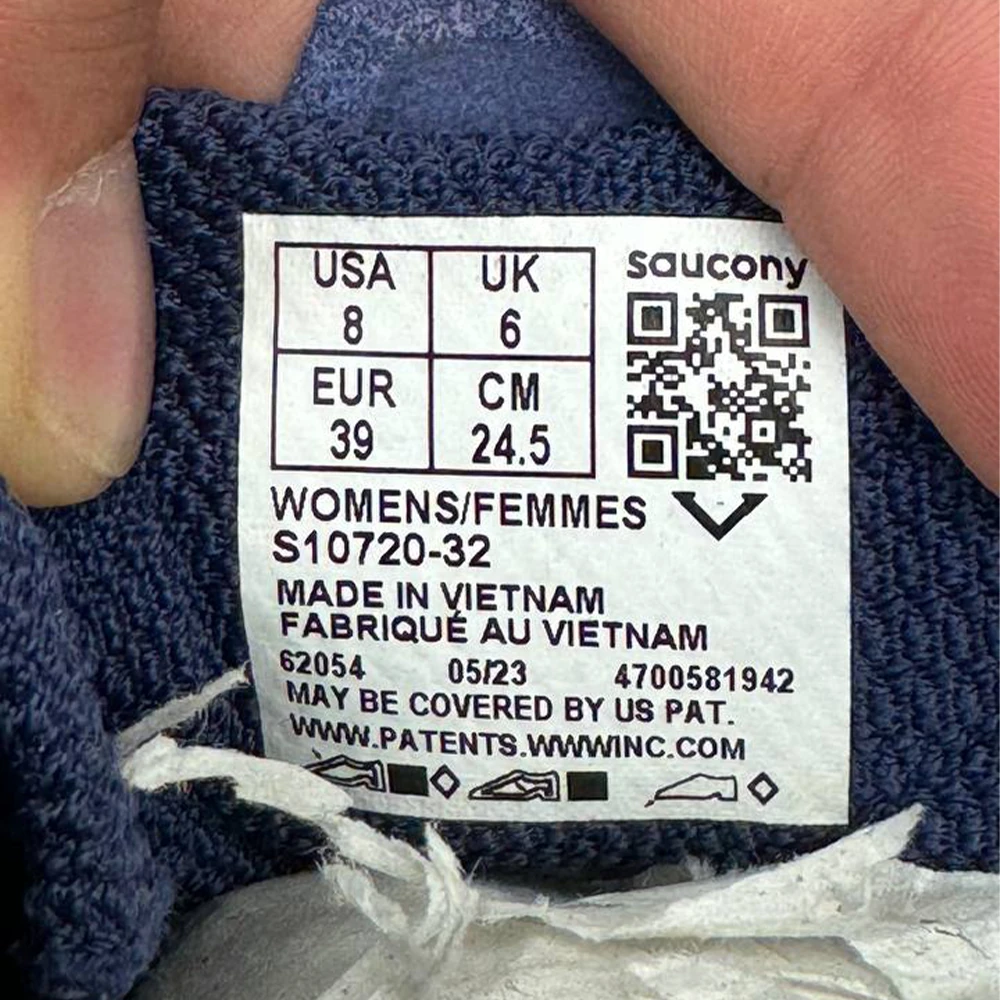 USA UK
8 6
EUR CM
39 24.5
saucony
WOMENS/FEMMES
S10720-32
MADE IN VIETNAM
FABRIQUÉ AU VIETNAM
62054 05/23 4700581942
MAY BE COVERED BY US PAT.
WWW.PATENTS.WWWINC.COM